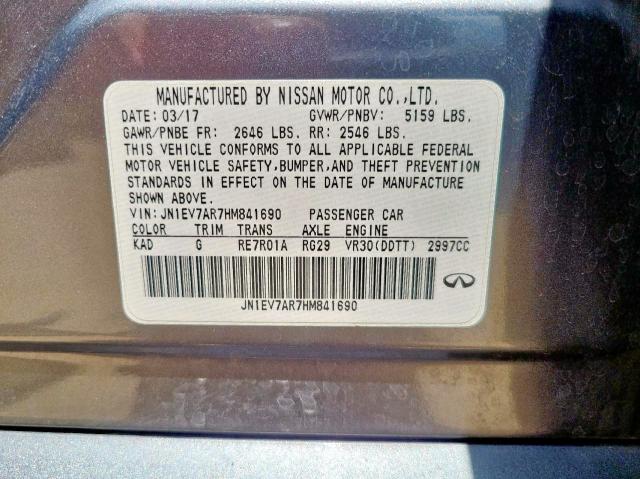 MANUFACTURED BY NISSAN MOTOR CO.,LTD.
DATE: 03/17 GVWR/PNBV: 5159 LBS.
GAWR/PNBE FR: 2646 LBS. RR: 2546 LBS.
THIS VEHICLE CONFORMS TO ALL APPLICABLE FEDERAL
MOTOR VEHICLE SAFETY,BUMPER,AND THEFT PREVENTION
STANDARDS IN EFFECT ON THE DATE OF MANUFACTURE
SHOWN ABOVE.
VIN: JN1EV7AR7HM841690 PASSENGER CAR
COLOR TRIM TRANS AXLE ENGINE
KAD G RE7R01A RG29 VR30(DDTT) 2997CC
JN1EV7AR7HM841690